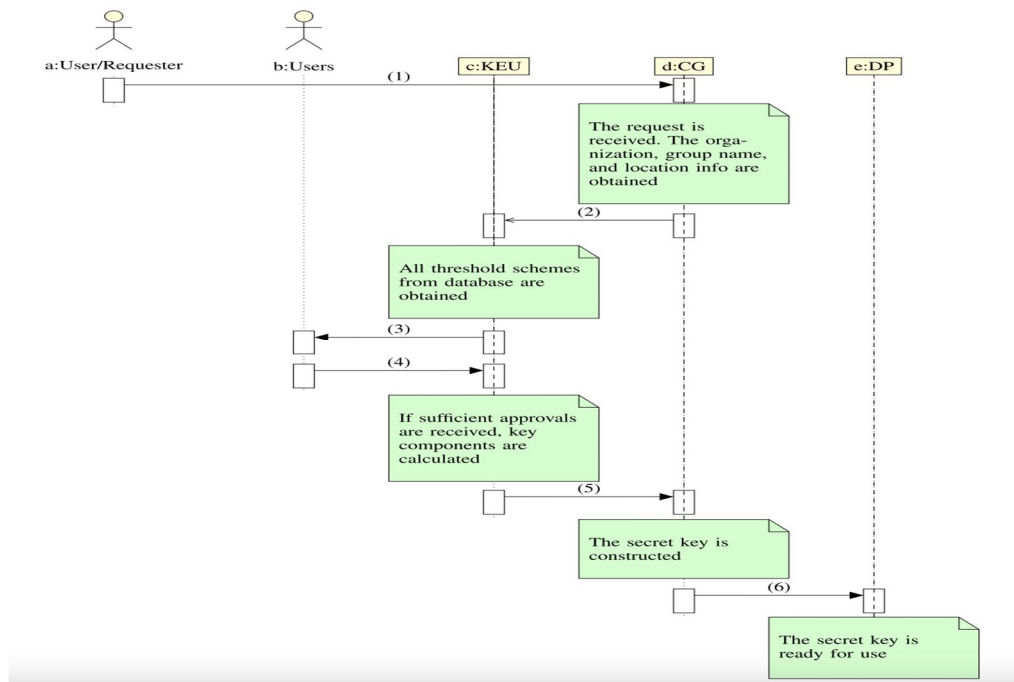 a:User/Requester
b:Users
c:KEU
d:CG
e:DP
(1)
The request is
received. The orga-
nization, group name,
and location info are
obtained
(2)
All threshold schemes
from database are
obtained
(3)
(4)
If sufficient approvals
are received, key
components are
calculated
(5)
The secret key is
constructed
(6)
The secret key is
ready for use